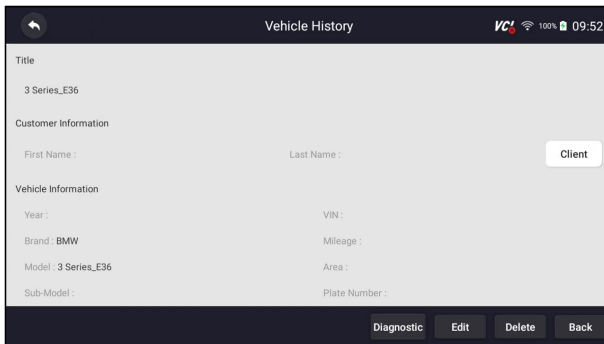 Vehicle History VCI 100% 09:52
Title
3 Series_E36
Customer Information
First Name : Last Name : Client
Vehicle Information
Year : VIN :
Brand : BMW Mileage :
Model : 3 Series_E36 Area :
Sub-Model : Plate Number :
Diagnostic Edit Delete Back